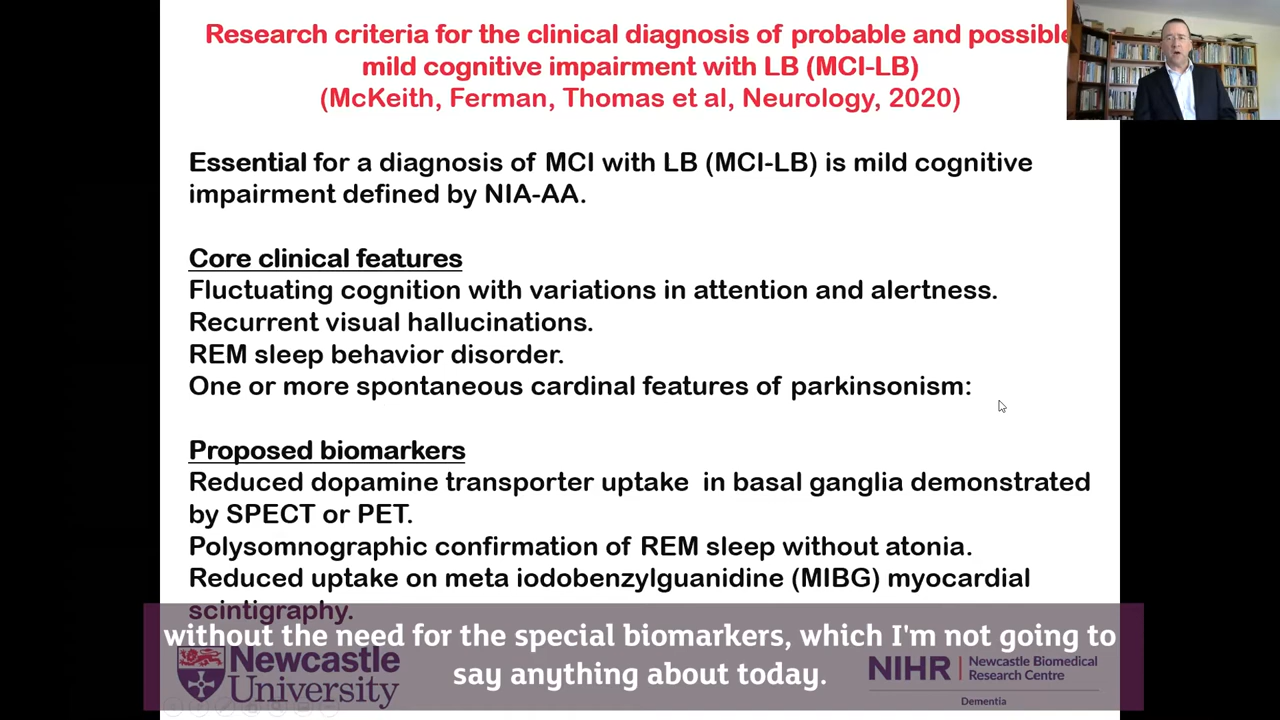 Research criteria for the clinical diagnosis of probable and possible
mild cognitive impairment with LB (MCI-LB)
(McKeith, Ferman, Thomas et al, Neurology, 2020)
Essential for a diagnosis of MCI with LB (MCI-LB) is mild cognitive
impairment defined by NIA-AA.
Core clinical features
Fluctuating cognition with variations in attention and alertness.
Recurrent visual hallucinations.
REM sleep behavior disorder.
One or more spontaneous cardinal features of parkinsonism:
Proposed biomarkers
Reduced dopamine transporter uptake in basal ganglia demonstrated
by SPECT or PET.
Polysomnographic confirmation of REM sleep without atonia.
Reduced uptake on meta iodobenzylguanidine (MIBG) myocardial
scintigraphy.
without the need for the special biomarkers, which I'm not going to
say anything about today.
Newcastle
University
NIHR | Newcastle Biomedical
Research Centre
Dementia